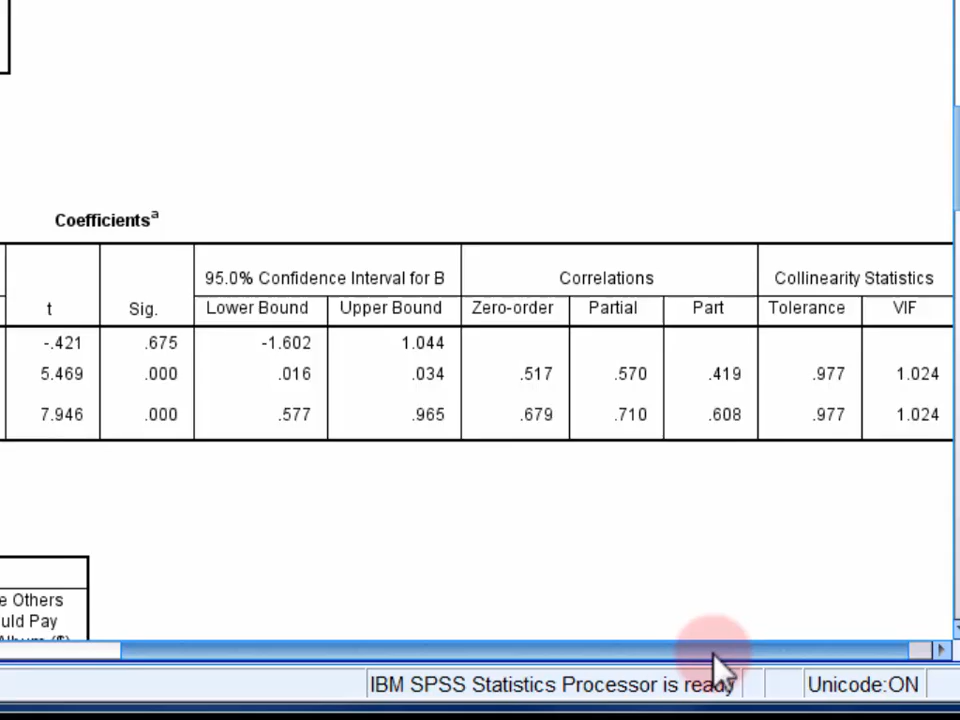 Coefficientsa
95.0% Confidence Interval for B Correlations Collinearity Statistics
t Sig. Lower Bound Upper Bound Zero-order Partial Part Tolerance VIF
-.421 .675 -1.602 1.044
5.469 .000 .016 .034 .517 .570 .419 .977 1.024
7.946 .000 .577 .965 .679 .710 .608 .977 1.024
e Others
uld Pay
Album ($)
IBM SPSS Statistics Processor is ready Unicode:ON